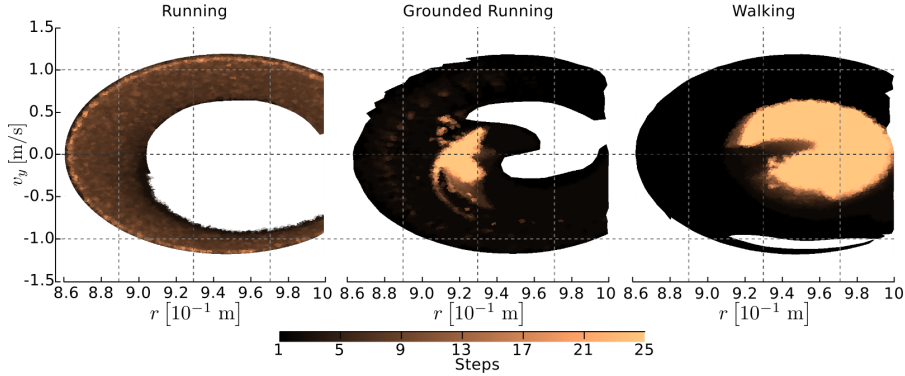 Running
Grounded Running
Walking
1.5
1.0
0.5
0.0
-0.5
-1.0
-1.5
v_y [m/s]
8.6 8.8 9.0 9.2 9.4 9.6 9.8 10
8.6 8.8 9.0 9.2 9.4 9.6 9.8 10
8.6 8.8 9.0 9.2 9.4 9.6 9.8 10
r [10⁻¹ m]
r [10⁻¹ m]
r [10⁻¹ m]
1 5 9 13 17 21 25
Steps